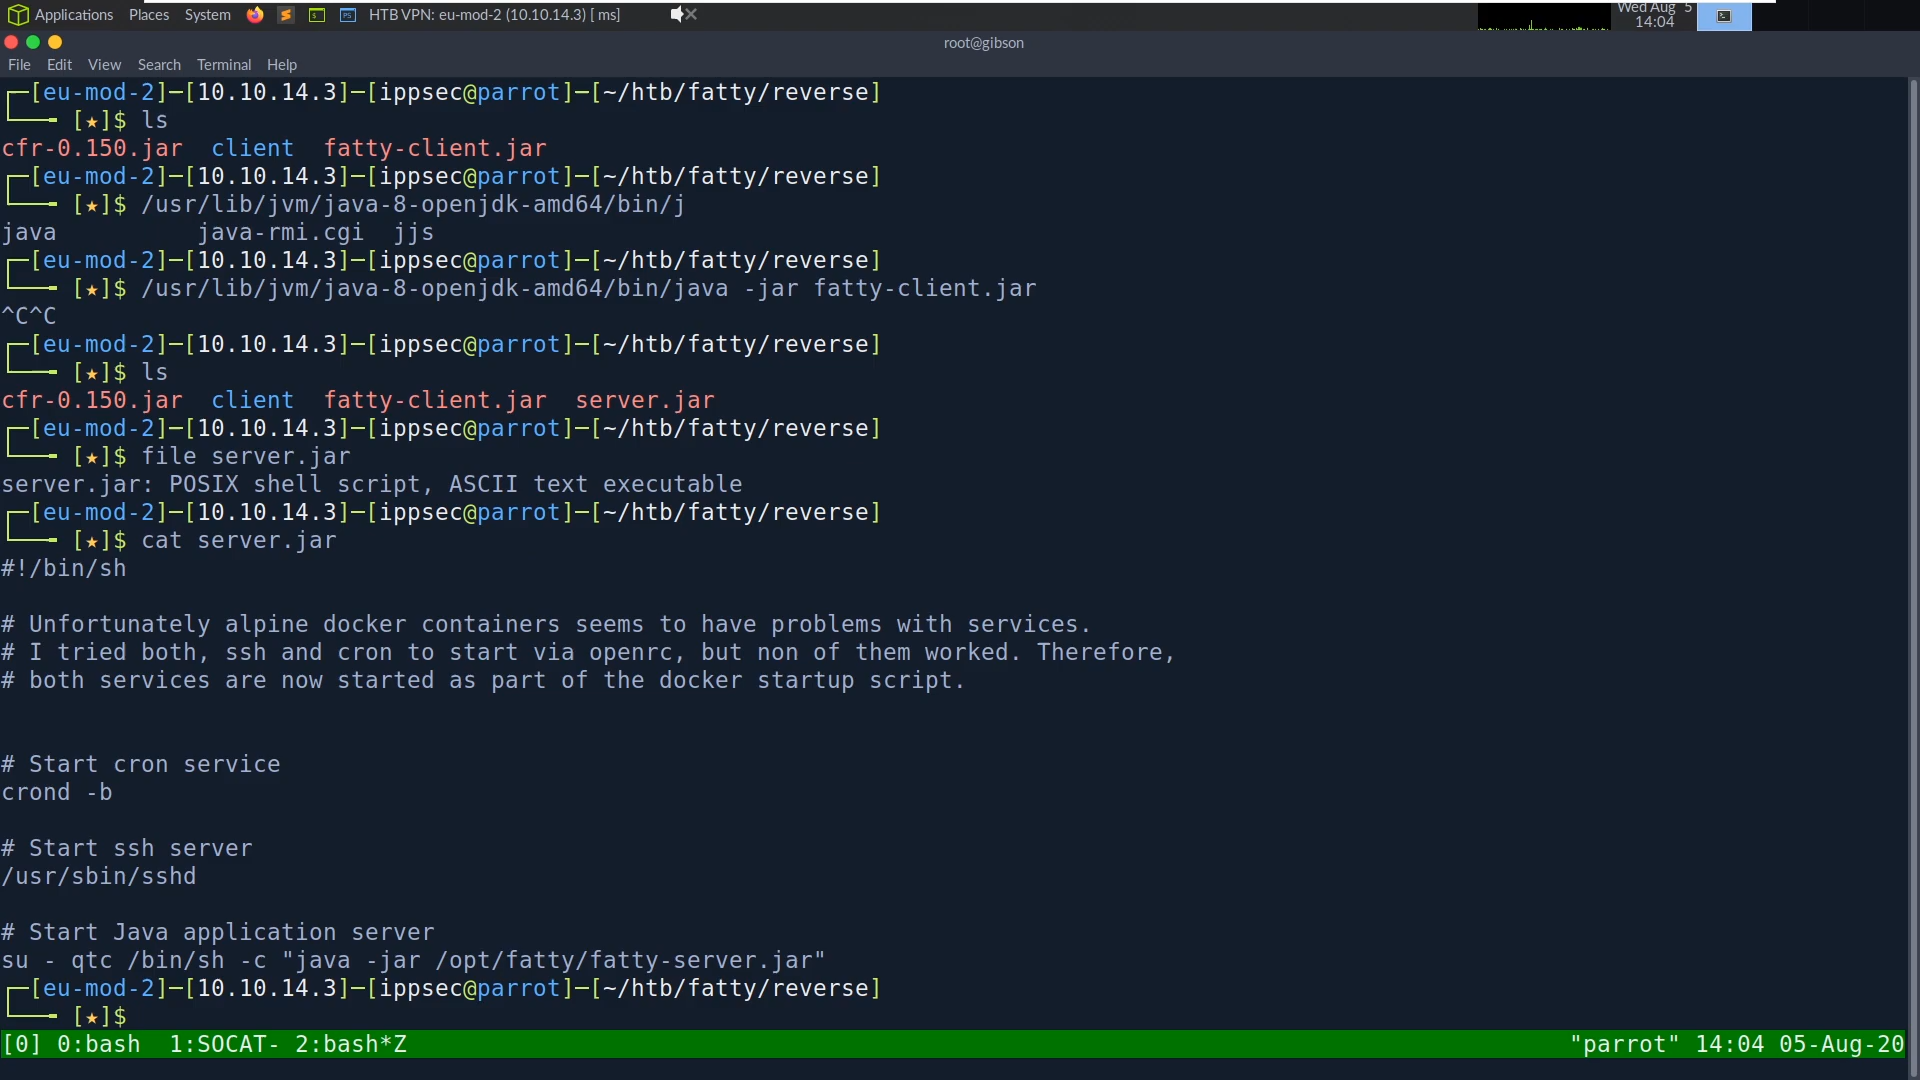 Applications Places System HTB VPN: eu-mod-2 (10.10.14.3) [ ms] Wed Aug 5
14:04
root@gibson
File Edit View Search Terminal Help
┌─[eu-mod-2]─[10.10.14.3]─[ippsec@parrot]─[~/htb/fatty/reverse]
└──╼ [★]$ ls
cfr-0.150.jar client fatty-client.jar
┌─[eu-mod-2]─[10.10.14.3]─[ippsec@parrot]─[~/htb/fatty/reverse]
└──╼ [★]$ /usr/lib/jvm/java-8-openjdk-amd64/bin/j
java java-rmi.cgi jjs
┌─[eu-mod-2]─[10.10.14.3]─[ippsec@parrot]─[~/htb/fatty/reverse]
└──╼ [★]$ /usr/lib/jvm/java-8-openjdk-amd64/bin/java -jar fatty-client.jar
^C^C
┌─[eu-mod-2]─[10.10.14.3]─[ippsec@parrot]─[~/htb/fatty/reverse]
└──╼ [★]$ ls
cfr-0.150.jar client fatty-client.jar server.jar
┌─[eu-mod-2]─[10.10.14.3]─[ippsec@parrot]─[~/htb/fatty/reverse]
└──╼ [★]$ file server.jar
server.jar: POSIX shell script, ASCII text executable
┌─[eu-mod-2]─[10.10.14.3]─[ippsec@parrot]─[~/htb/fatty/reverse]
└──╼ [★]$ cat server.jar
#!/bin/sh
# Unfortunately alpine docker containers seems to have problems with services.
# I tried both, ssh and cron to start via openrc, but non of them worked. Therefore,
# both services are now started as part of the docker startup script.
# Start cron service
crond -b
# Start ssh server
/usr/sbin/sshd
# Start Java application server
su - qtc /bin/sh -c "java -jar /opt/fatty/fatty-server.jar"
┌─[eu-mod-2]─[10.10.14.3]─[ippsec@parrot]─[~/htb/fatty/reverse]
└──╼ [★]$
[0] 0:bash 1:SOCAT- 2:bash*Z "parrot" 14:04 05-Aug-20